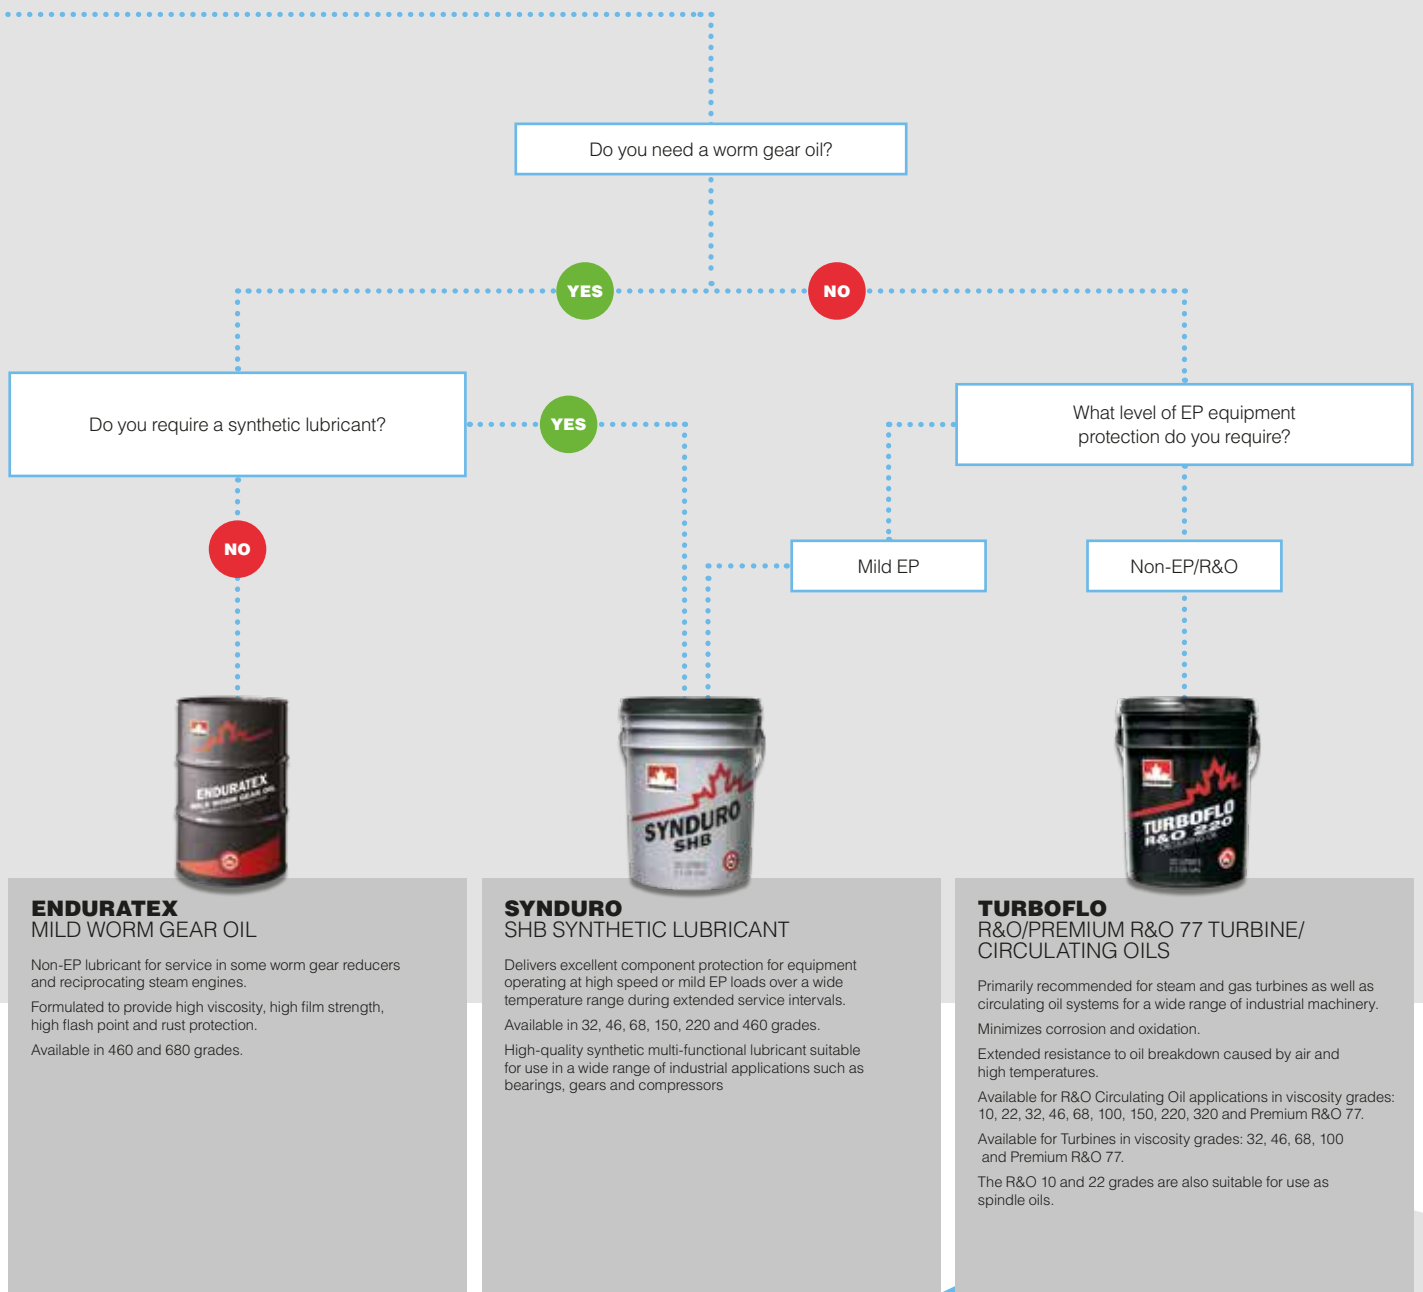 Do you need a worm gear oil?
YES
NO
Do you require a synthetic lubricant?
YES
What level of EP equipment
protection do you require?
NO
Mild EP
Non-EP/R&O
ENDURATEX
MILD WORM GEAR OIL
SYNDURO
SHB
TURBOFLO
R&O 220
CIRCULATING OIL
ENDURATEX
MILD WORM GEAR OIL
Non-EP lubricant for service in some worm gear reducers
and reciprocating steam engines.
Formulated to provide high viscosity, high film strength,
high flash point and rust protection.
Available in 460 and 680 grades.
SYNDURO
SHB SYNTHETIC LUBRICANT
Delivers excellent component protection for equipment
operating at high speed or mild EP loads over a wide
temperature range during extended service intervals.
Available in 32, 46, 68, 150, 220 and 460 grades.
High-quality synthetic multi-functional lubricant suitable
for use in a wide range of industrial applications such as
bearings, gears and compressors
TURBOFLO
R&O/PREMIUM R&O 77 TURBINE/
CIRCULATING OILS
Primarily recommended for steam and gas turbines as well as
circulating oil systems for a wide range of industrial machinery.
Minimizes corrosion and oxidation.
Extended resistance to oil breakdown caused by air and
high temperatures.
Available for R&O Circulating Oil applications in viscosity grades:
10, 22, 32, 46, 68, 100, 150, 220, 320 and Premium R&O 77.
Available for Turbines in viscosity grades: 32, 46, 68, 100
and Premium R&O 77.
The R&O 10 and 22 grades are also suitable for use as
spindle oils.